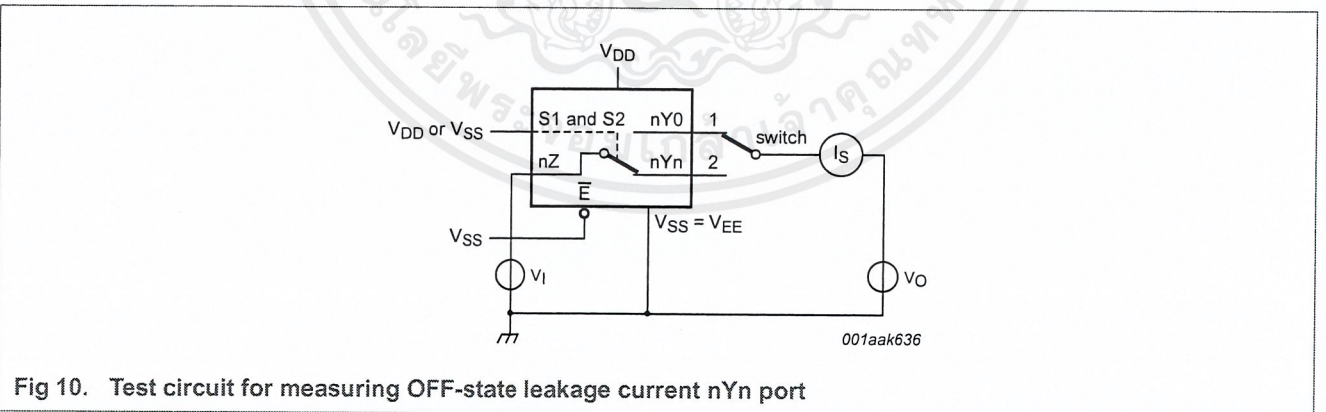 VDD
S1 and S2 nY0 1
VDD or VSS
switch
nZ nYn 2
IS
E
VSS = VEE
VSS
VI
VO
001aak636
Fig 10. Test circuit for measuring OFF-state leakage current nYn port